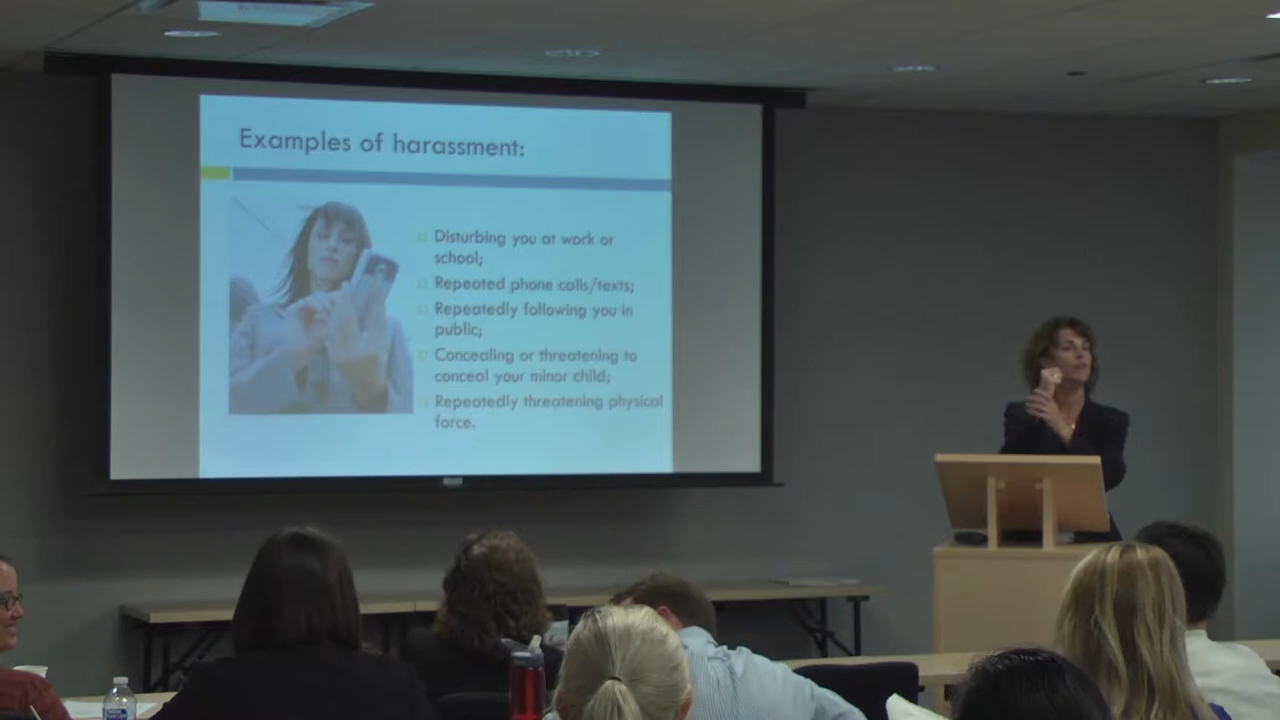 Examples of harassment:
Disturbing you at work or
school;
Repeated phone calls/texts;
Repeatedly following you in
public;
Concealing or threatening to
conceal your minor child;
Repeatedly threatening physical
force.